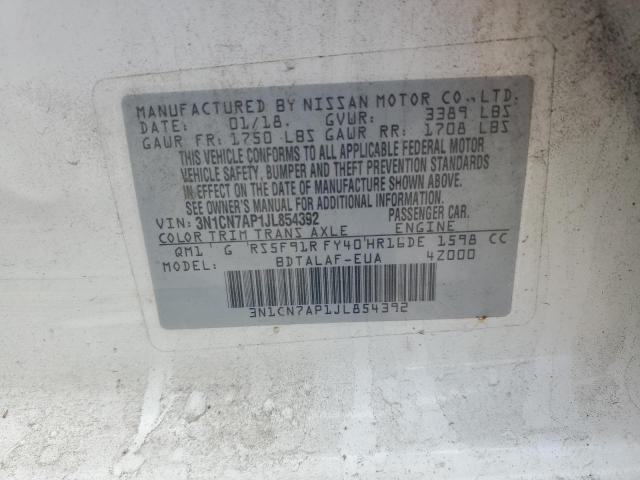 MANUFACTURED BY NISSAN MOTOR CO.,LTD.
DATE: 01/18. GVWR: 3389 LBS
GAWR FR: 1750 LBS GAWR RR: 1708 LBS
THIS VEHICLE CONFORMS TO ALL APPLICABLE FEDERAL MOTOR
VEHICLE SAFETY, BUMPER AND THEFT PREVENTION STANDARDS
IN EFFECT ON THE DATE OF MANUFACTURE SHOWN ABOVE.
SEE OWNER'S MANUAL FOR ADDITIONAL INFORMATION.
VIN: 3N1CN7AP1JL854392 PASSENGER CAR
COLOR TRIM TRANS AXLE ENGINE
QM1 G RS5F91R FY40 HR16DE 1598 CC
MODEL: BDTALAF-EUA 4Z000
3N1CN7AP1JL854392